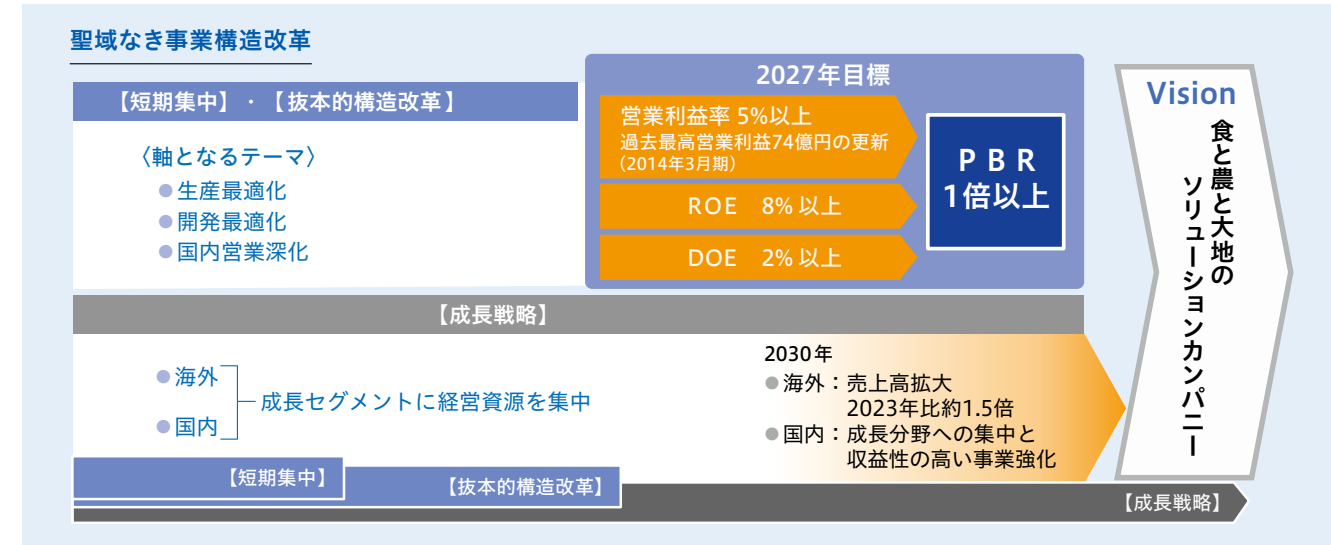 聖域なき事業構造改革
【短期集中】・【抜本的構造改革】
〈軸となるテーマ〉
●生産最適化
●開発最適化
●国内営業深化
2027年目標
営業利益率 5%以上
過去最高営業利益74億円の更新
(2014年3月期)
ROE 8% 以上
DOE 2% 以上
PBR
1倍以上
【成長戦略】
●海外
●国内
成長セグメントに経営資源を集中
2030年
●海外：売上高拡大
2023年比約1.5倍
●国内：成長分野への集中と
収益性の高い事業強化
【短期集中】
【抜本的構造改革】
【成長戦略】
Vision
食と農と大地の
ソリューションカンパニー